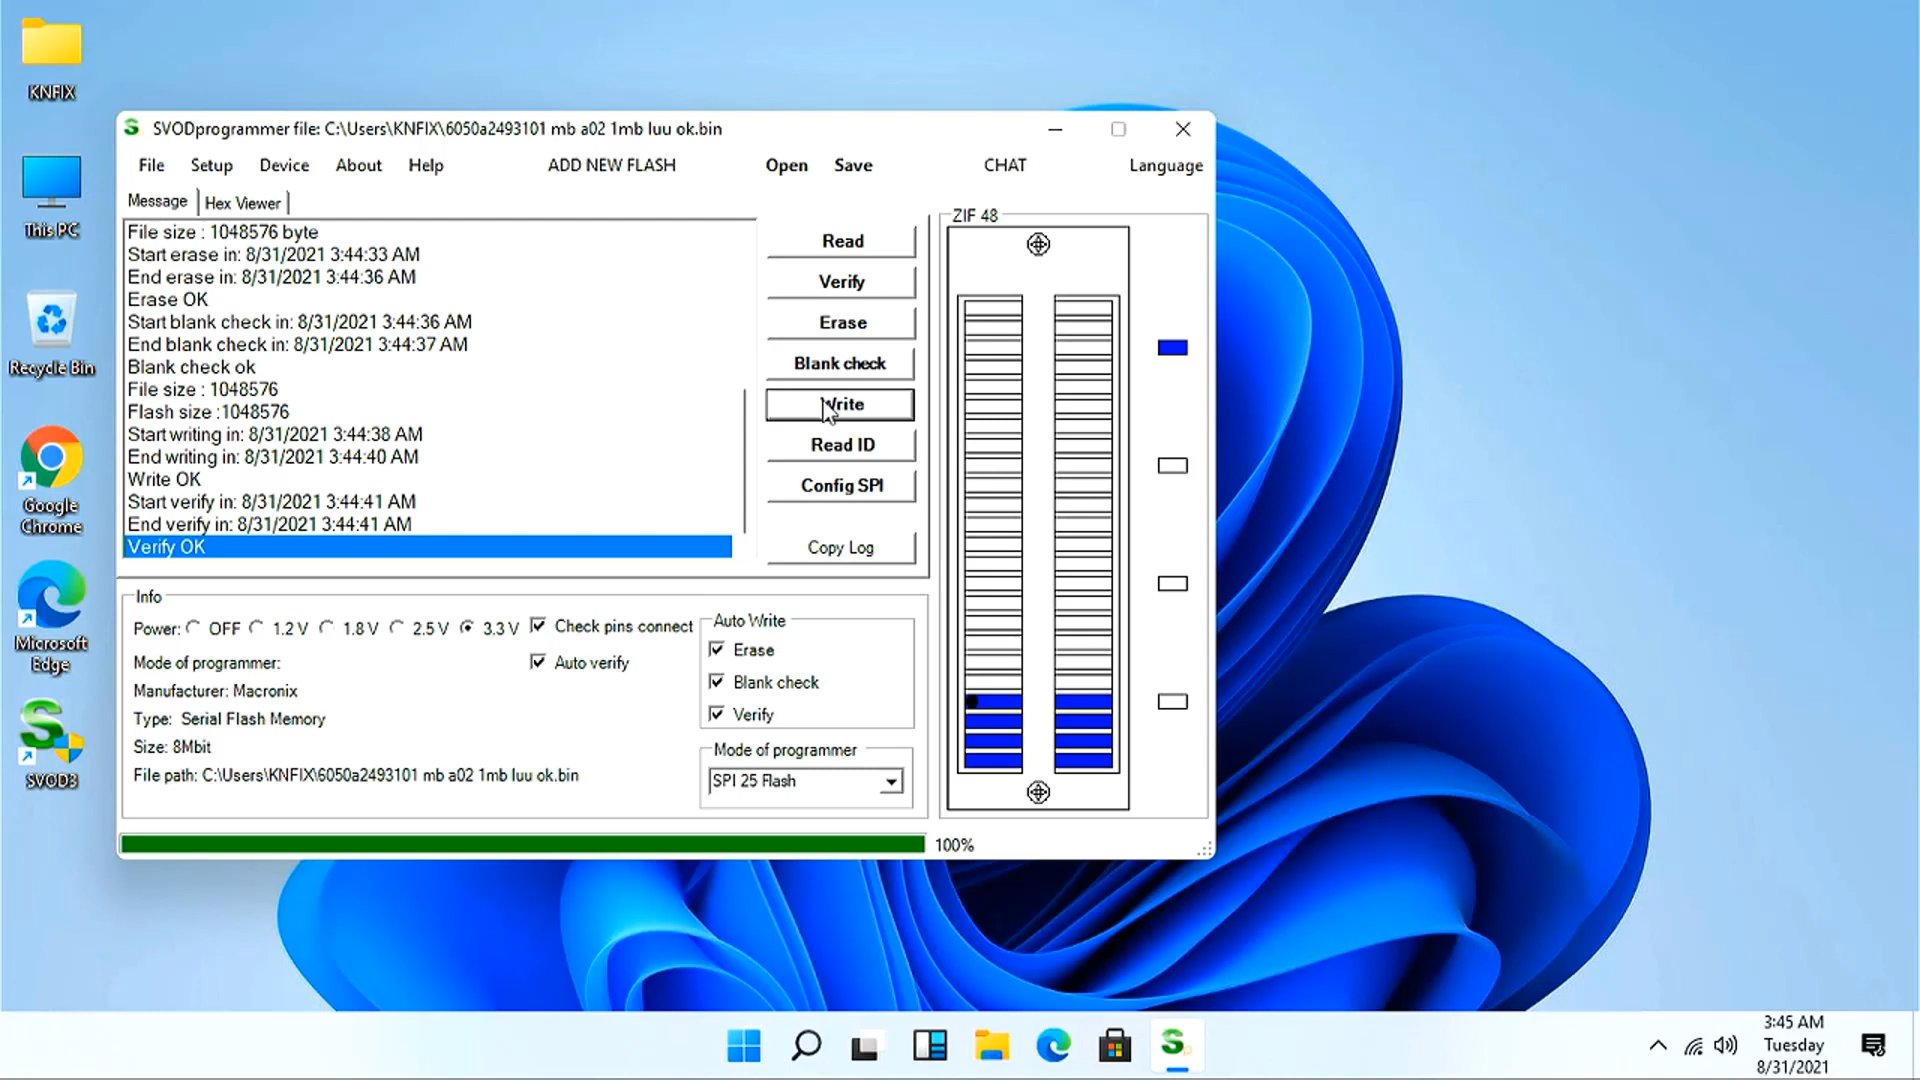 KNFIX
This PC
Recycle Bin
Google
Chrome
Microsoft
Edge
SVOD3
SVODprogrammer file: C:\Users\KNFIX\6050a2493101 mb a02 1mb luu ok.bin
File Setup Device About Help ADD NEW FLASH Open Save CHAT Language
Message Hex Viewer
File size : 1048576 byte
Start erase in: 8/31/2021 3:44:33 AM
End erase in: 8/31/2021 3:44:36 AM
Erase OK
Start blank check in: 8/31/2021 3:44:36 AM
End blank check in: 8/31/2021 3:44:37 AM
Blank check ok
File size : 1048576
Flash size :1048576
Start writing in: 8/31/2021 3:44:38 AM
End writing in: 8/31/2021 3:44:40 AM
Write OK
Start verify in: 8/31/2021 3:44:41 AM
End verify in: 8/31/2021 3:44:41 AM
Verify OK
Read
Verify
Erase
Blank check
Write
Read ID
Config SPI
Copy Log
ZIF 48
Info
Power: OFF 1.2 V 1.8 V 2.5 V 3.3 V Check pins connect
Mode of programmer: Auto verify
Manufacturer: Macronix
Type: Serial Flash Memory
Size: 8Mbit
File path: C:\Users\KNFIX\6050a2493101 mb a02 1mb luu ok.bin
Auto Write
Erase
Blank check
Verify
Mode of programmer
SPI 25 Flash
100%
3:45 AM
Tuesday
8/31/2021